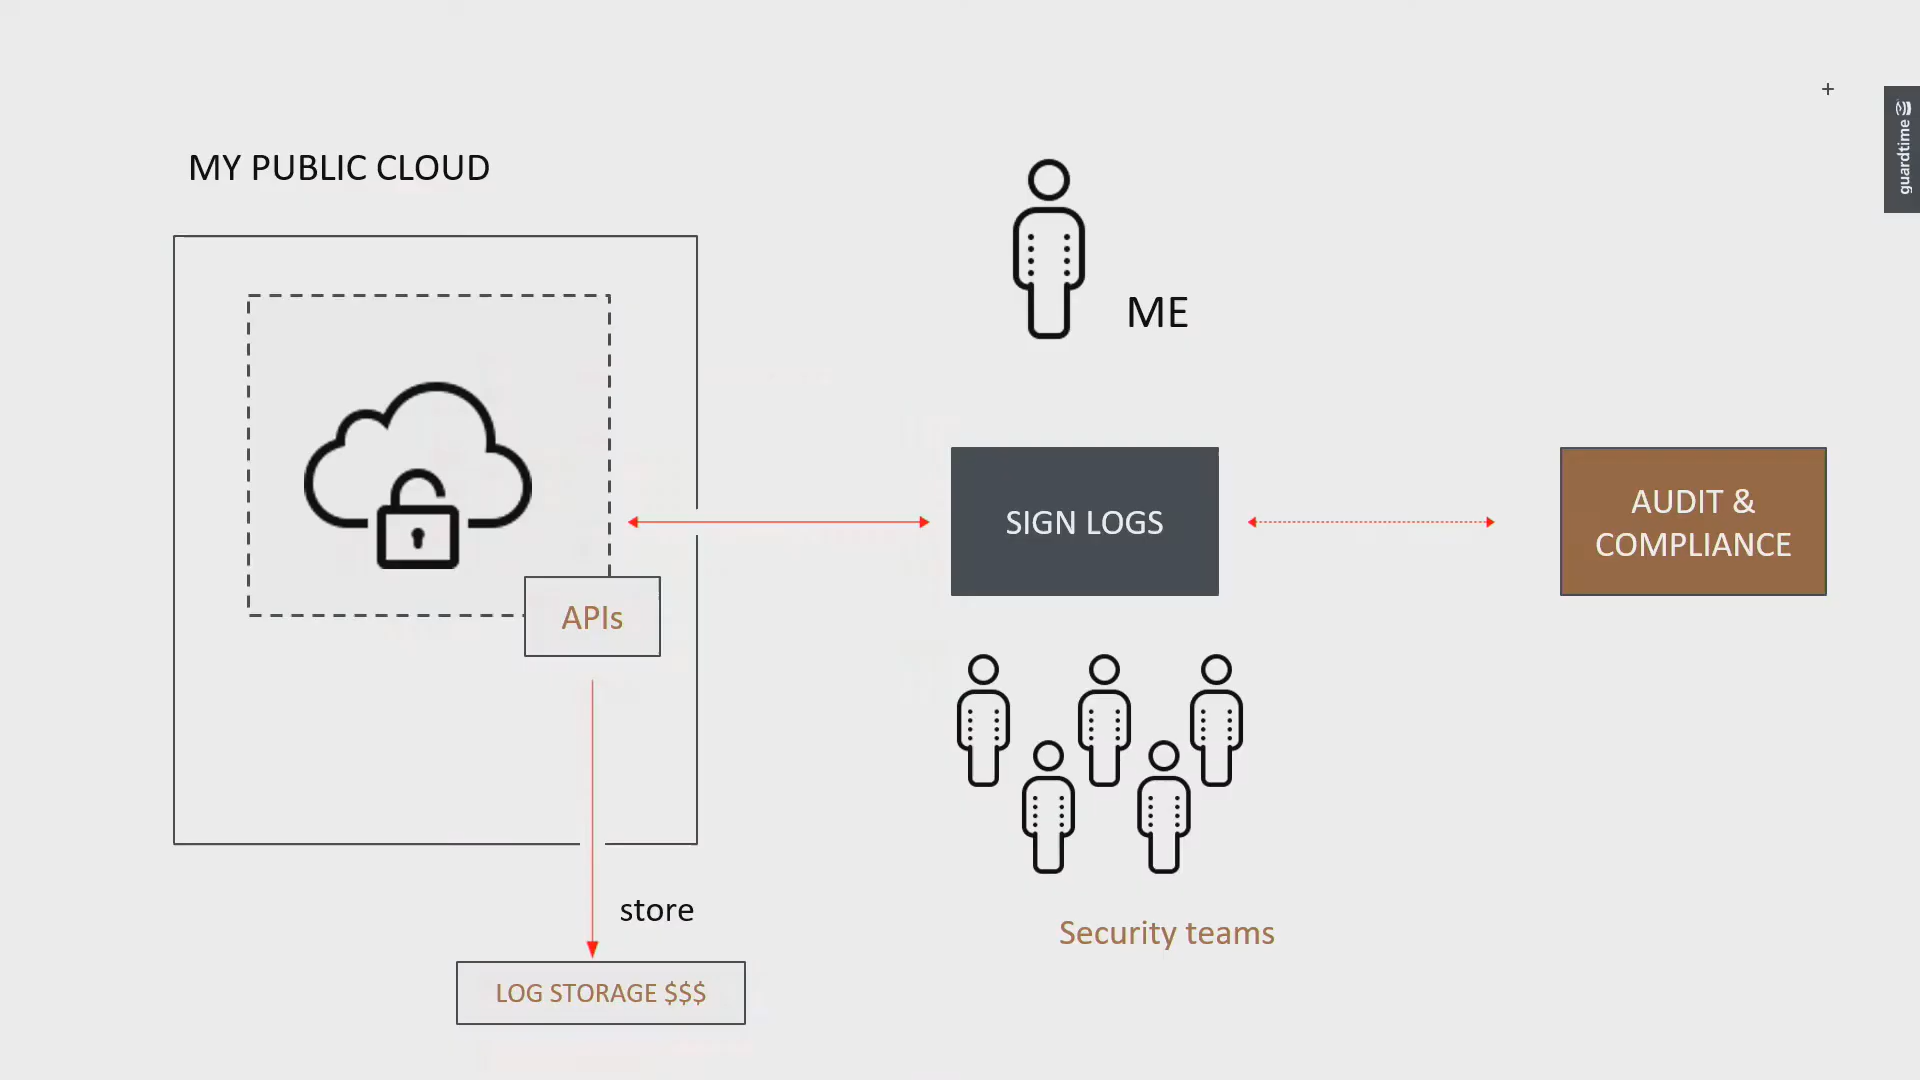 MY PUBLIC CLOUD
guardtime
ME
SIGN LOGS
AUDIT &
COMPLIANCE
APIs
store
Security teams
LOG STORAGE $$$